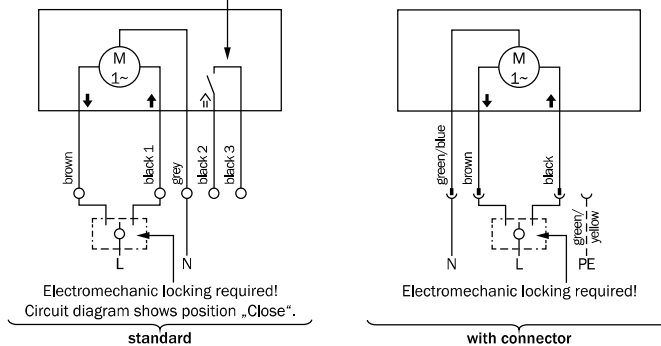 M
1~
brown
black 1
grey
black 2
black 3
L
N
Electromechanic locking required!
Circuit diagram shows position „Close“.
standard
M
1~
green/blue
brown
black
green/
yellow
N
L
PE
Electromechanic locking required!
with connector